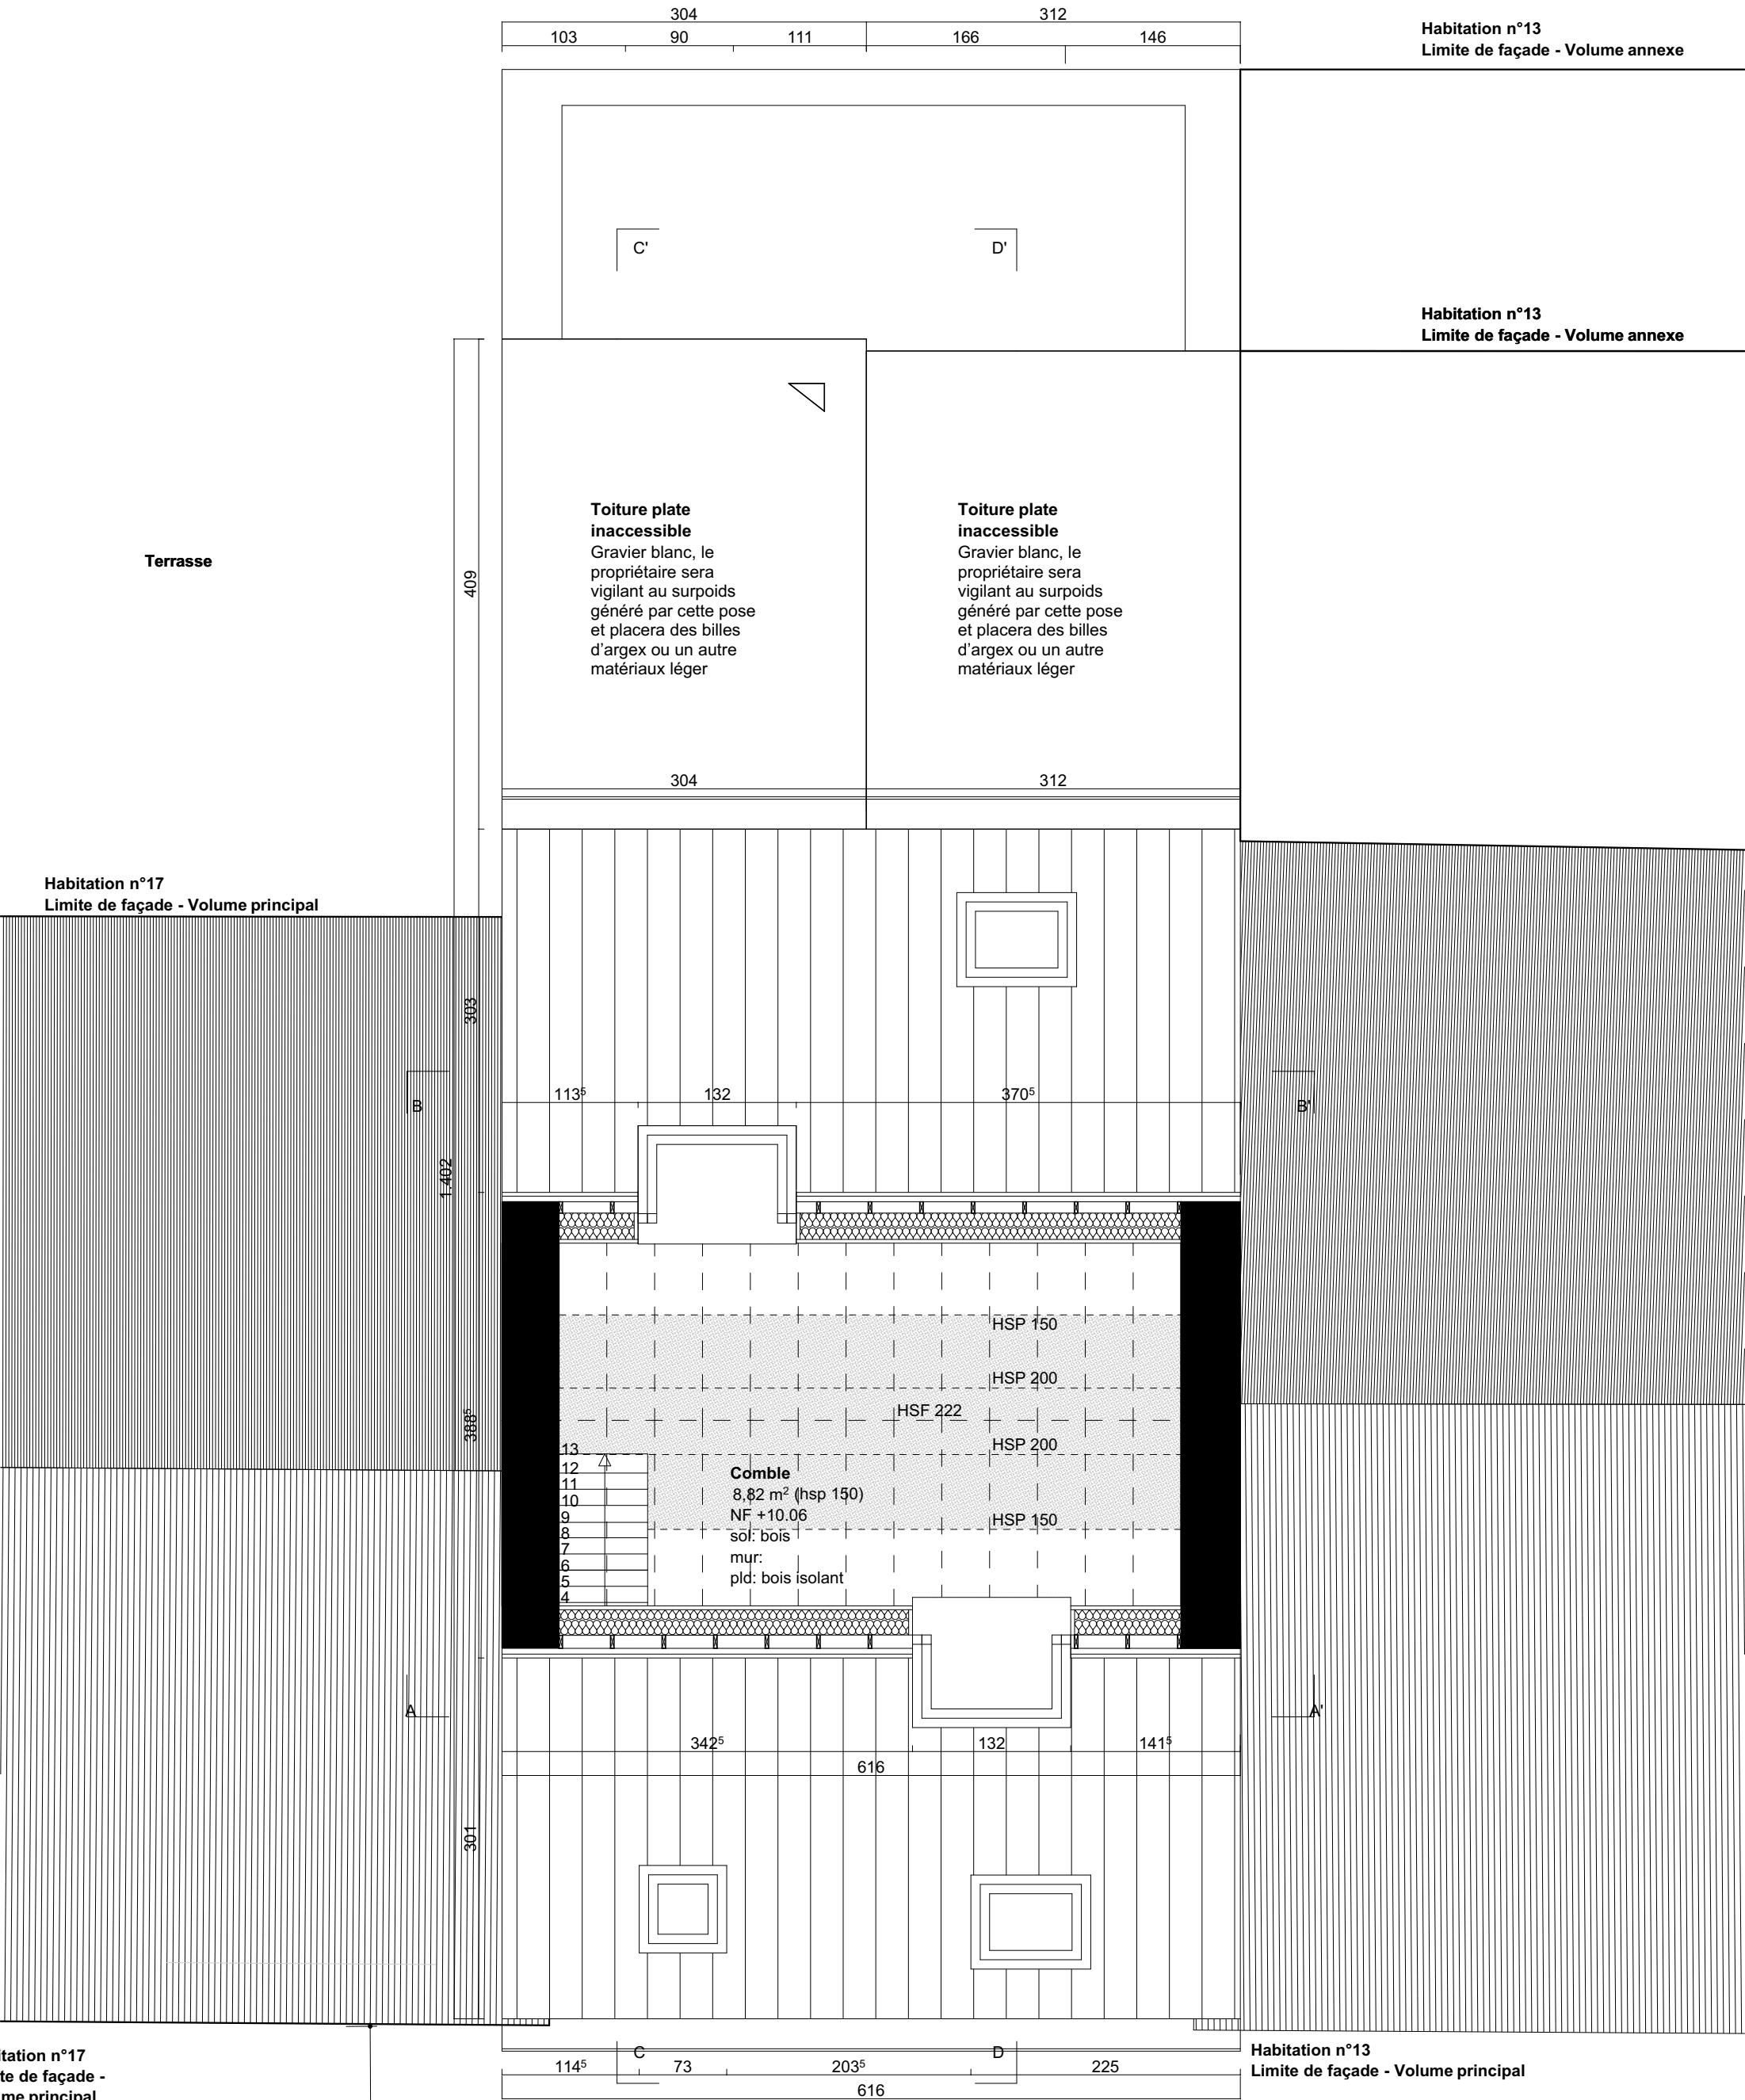 304
312
103
90
111
166
146
Habitation n°13
Limite de façade - Volume annexe
C'
D'
Habitation n°13
Limite de façade - Volume annexe
Toiture plate
inaccessible
Gravier blanc, le
propriétaire sera
vigilant au surpoids
généré par cette pose
et placera des billes
d'argex ou un autre
matériaux léger
Toiture plate
inaccessible
Gravier blanc, le
propriétaire sera
vigilant au surpoids
généré par cette pose
et placera des billes
d'argex ou un autre
matériaux léger
Terrasse
409
304
312
Habitation n°17
Limite de façade - Volume principal
303
113⁵
132
370⁵
B
B'
1.402
HSP 150
HSP 200
HSF 222
HSP 200
HSP 150
388⁵
13
12
11
10
9
8
7
6
5
4
Comble
8,82 m² (hsp 150)
NF +10.06
sol: bois
mur:
pld: bois isolant
A
A'
342⁵
132
141⁵
616
301
C
D
114⁵
73
203⁵
225
616
Habitation n°13
Limite de façade - Volume principal
itation n°17
te de façade -
me principal